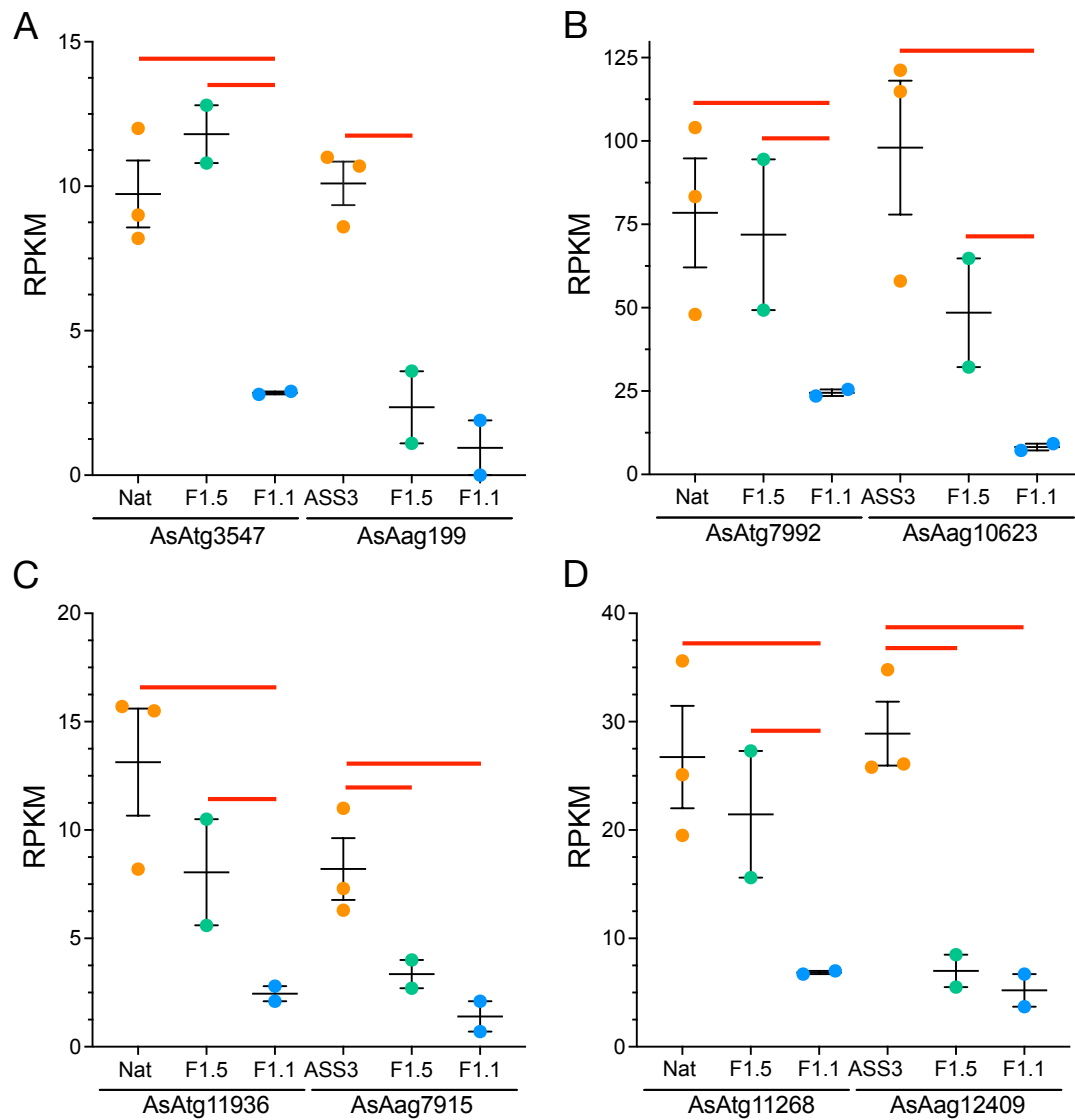 A
15
10
5
0
RPKM
Nat F1.5 F1.1 ASS3 F1.5 F1.1
AsAtg3547 AsAag199
B
125
100
75
50
25
0
RPKM
Nat F1.5 F1.1 ASS3 F1.5 F1.1
AsAtg7992 AsAag10623
C
20
15
10
5
0
RPKM
Nat F1.5 F1.1 ASS3 F1.5 F1.1
AsAtg11936 AsAag7915
D
40
30
20
10
0
RPKM
Nat F1.5 F1.1 ASS3 F1.5 F1.1
AsAtg11268 AsAag12409